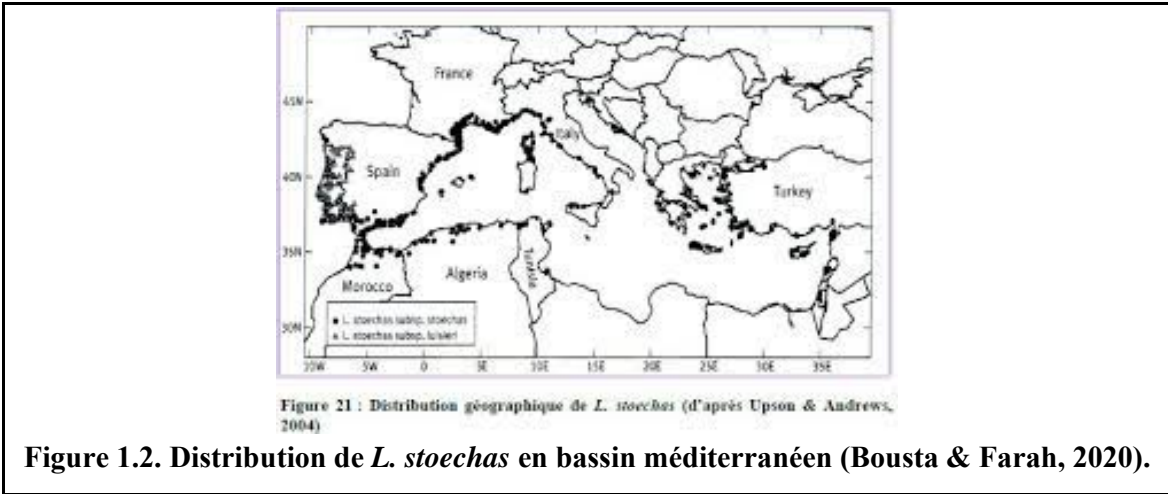 France
45N
Italy
Spain
40N
Turkey
35N
Algeria
Tunisia
Morocco
L. stoechas subsp. stoechas
L. stoechas subsp. luisieri
30N
10W 5W 0 5E 10E 15E 20E 25E 30E 35E
Figure 21 : Distribution géographique de L. stoechas (d'après Upson & Andrews,
2004)
Figure 1.2. Distribution de L. stoechas en bassin méditerranéen (Bousta & Farah, 2020).